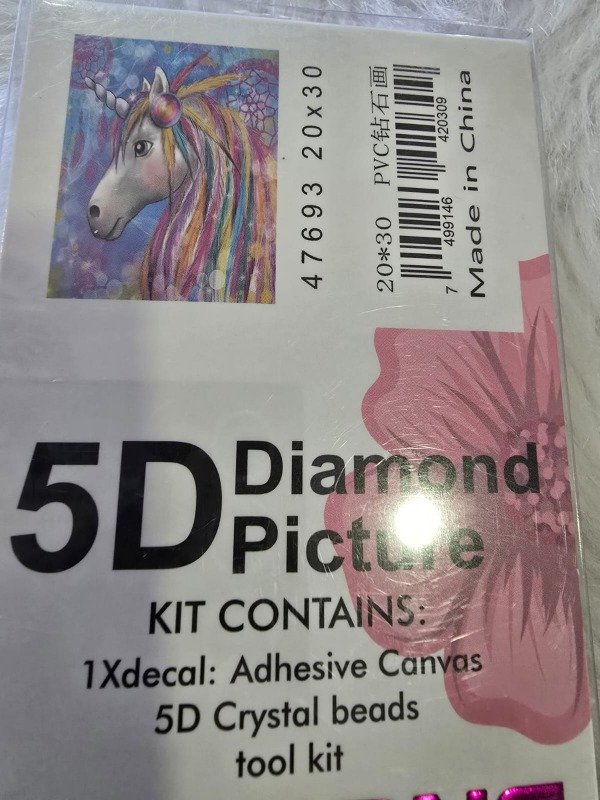 47693 20x30
20*30 PVC钻石画
7 499146 420309
Made in China
5D Diamond
Picture
KIT CONTAINS:
1Xdecal: Adhesive Canvas
5D Crystal beads
tool kit